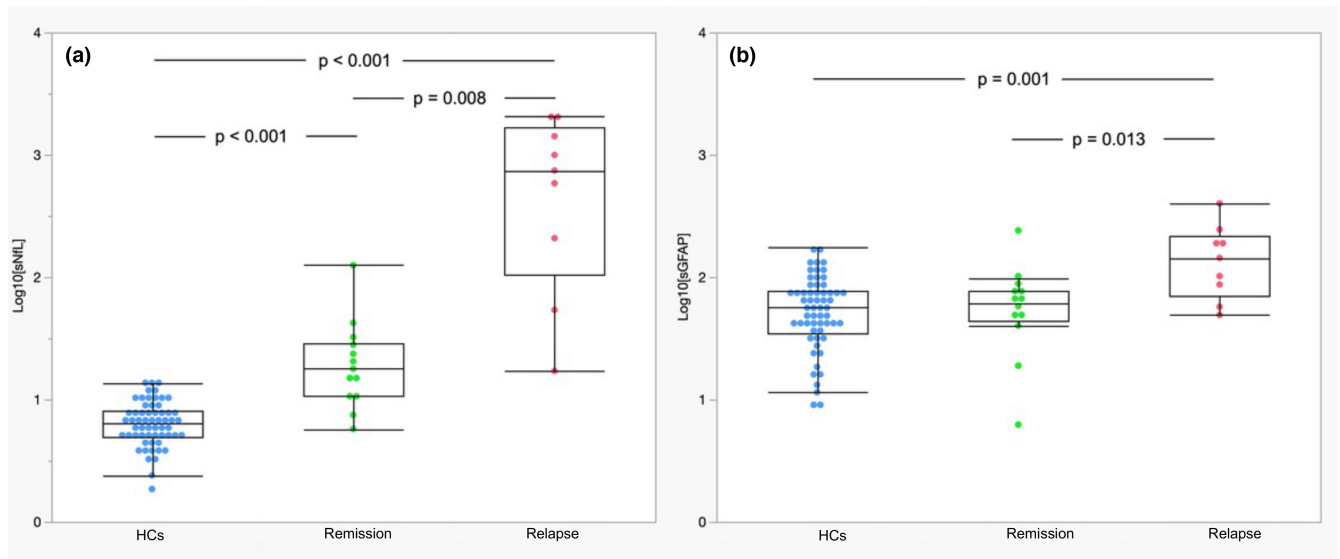 (a)
p < 0.001
p = 0.008
p < 0.001
Log10[sNfL]
4
3
2
1
0
HCs
Remission
Relapse
(b)
p = 0.001
p = 0.013
Log10[sGFAP]
4
3
2
1
0
HCs
Remission
Relapse